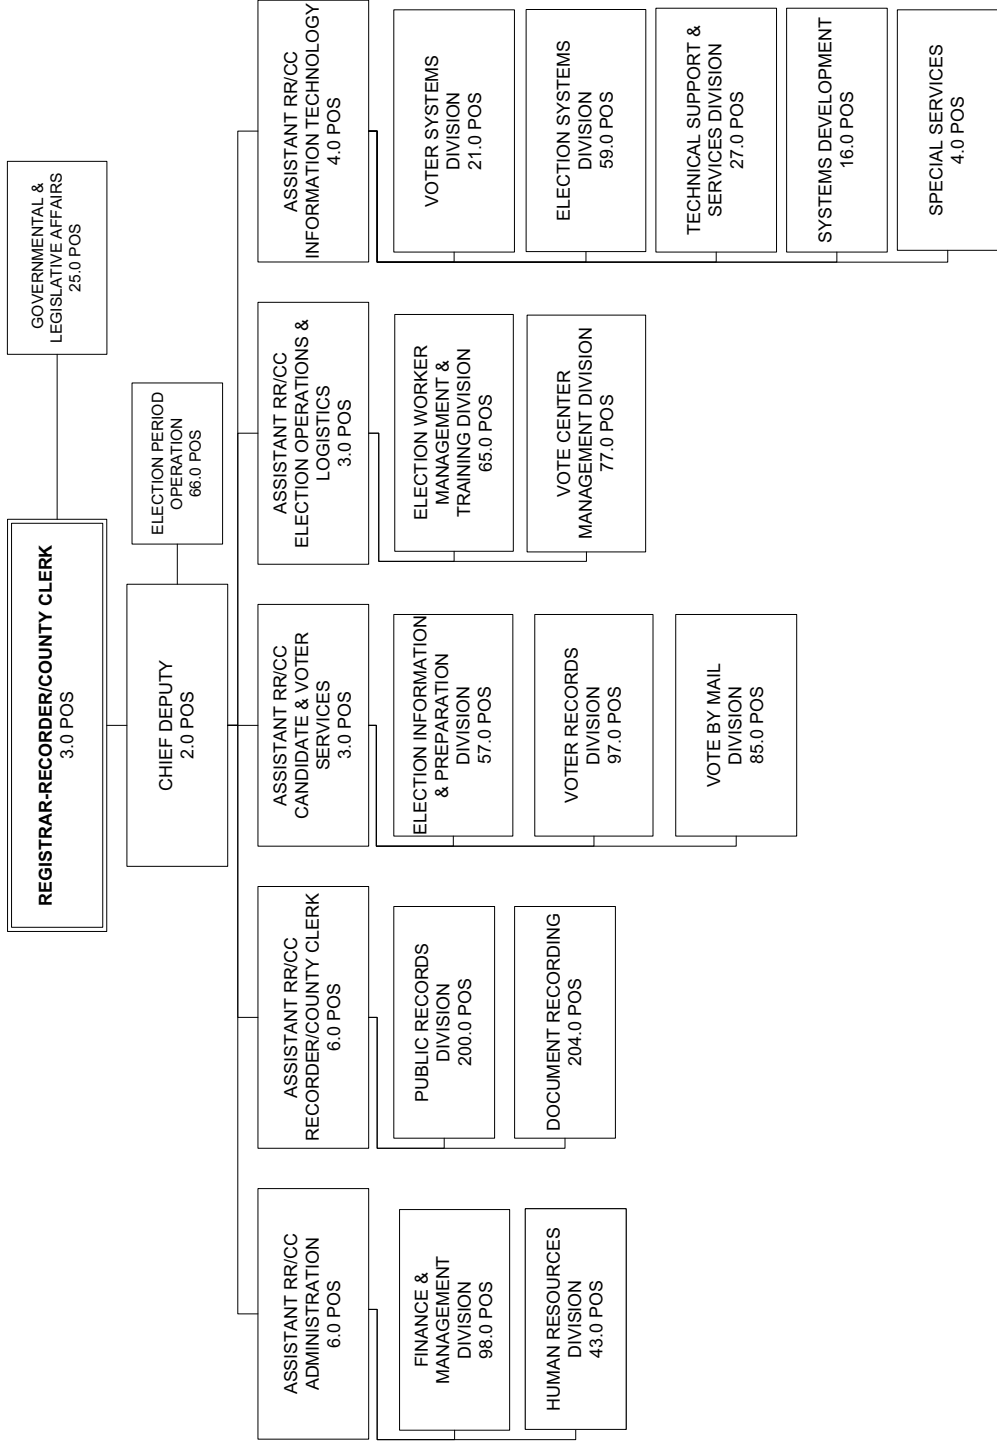 REGISTRAR-RECORDER/COUNTY CLERK
3.0 POS
GOVERNMENTAL &
LEGISLATIVE AFFAIRS
25.0 POS
CHIEF DEPUTY
2.0 POS
ELECTION PERIOD
OPERATION
66.0 POS
ASSISTANT RR/CC
ADMINISTRATION
6.0 POS
FINANCE &
MANAGEMENT
DIVISION
98.0 POS
HUMAN RESOURCES
DIVISION
43.0 POS
ASSISTANT RR/CC
RECORDER/COUNTY CLERK
6.0 POS
PUBLIC RECORDS
DIVISION
200.0 POS
DOCUMENT RECORDING
204.0 POS
ASSISTANT RR/CC
CANDIDATE & VOTER
SERVICES
3.0 POS
ELECTION INFORMATION
& PREPARATION
DIVISION
57.0 POS
VOTER RECORDS
DIVISION
97.0 POS
VOTE BY MAIL
DIVISION
85.0 POS
ASSISTANT RR/CC
ELECTION OPERATIONS &
LOGISTICS
3.0 POS
ELECTION WORKER
MANAGEMENT &
TRAINING DIVISION
65.0 POS
VOTE CENTER
MANAGEMENT DIVISION
77.0 POS
ASSISTANT RR/CC
INFORMATION TECHNOLOGY
4.0 POS
VOTER SYSTEMS
DIVISION
21.0 POS
ELECTION SYSTEMS
DIVISION
59.0 POS
TECHNICAL SUPPORT &
SERVICES DIVISION
27.0 POS
SYSTEMS DEVELOPMENT
16.0 POS
SPECIAL SERVICES
4.0 POS